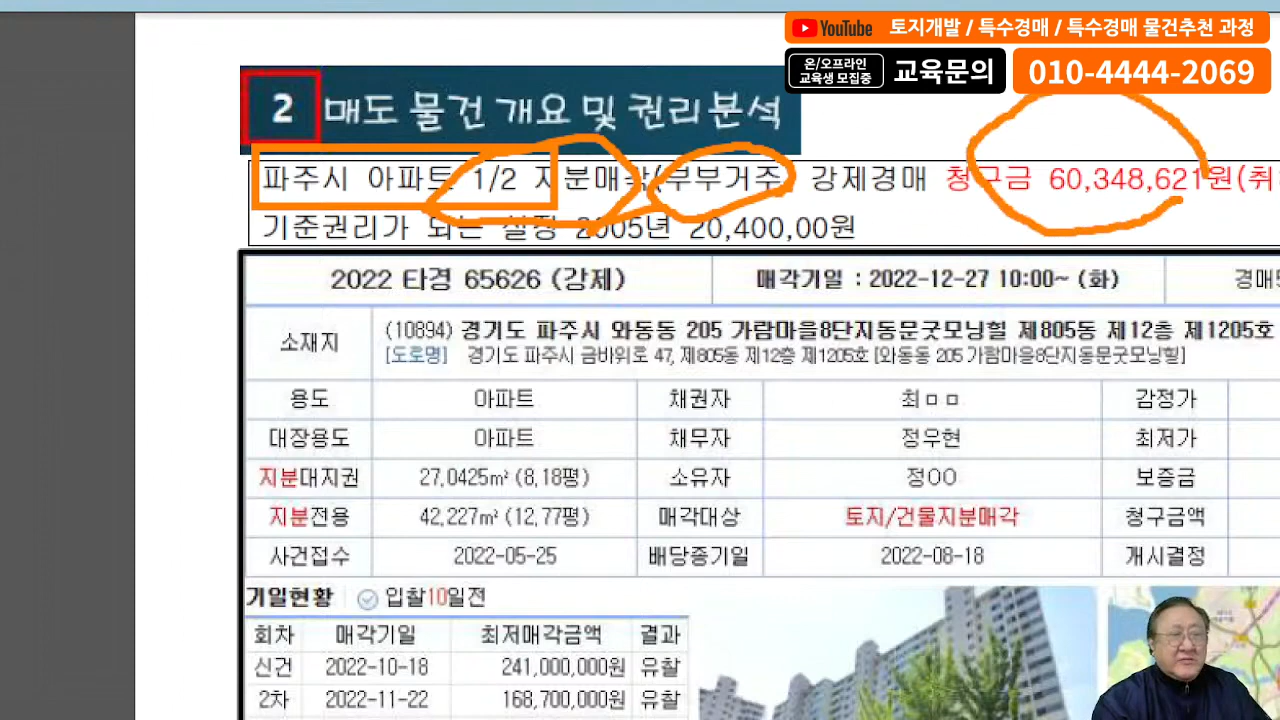 YouTube 토지개발 / 특수경매 / 특수경매 물건추천 과정
온/오프라인 교육생 모집중 교육문의 010-4444-2069
2 매도 물건 개요 및 권리 분석
파주시 아파트 1/2 지분매각(부부거주) 강제경매 청구금 60,348,621원(취
기준권리가 되는 설정 2005년 20,400,00원
2022 타경 65626 (강제) 매각기일 : 2022-12-27 10:00~ (화) 경매
소재지 (10894) 경기도 파주시 와동동 205 가람마을8단지동문굿모닝힐 제805동 제12층 제1205호
[도로명] 경기도 파주시 금바위로 47, 제805동 제12층 제1205호 [와동동 205 가람마을8단지동문굿모닝힐]
용도 아파트 채권자 최ㅁㅁ 감정가
대장용도 아파트 채무자 정우현 최저가
지분대지권 27,0425㎡ (8,18평) 소유자 정OO 보증금
지분전용 42,227㎡ (12,77평) 매각대상 토지/건물지분매각 청구금액
사건접수 2022-05-25 배당종기일 2022-08-18 개시결정
기일현황 입찰10일전
회차 매각기일 최저매각금액 결과
신건 2022-10-18 241,000,000원 유찰
2차 2022-11-22 168,700,000원 유찰